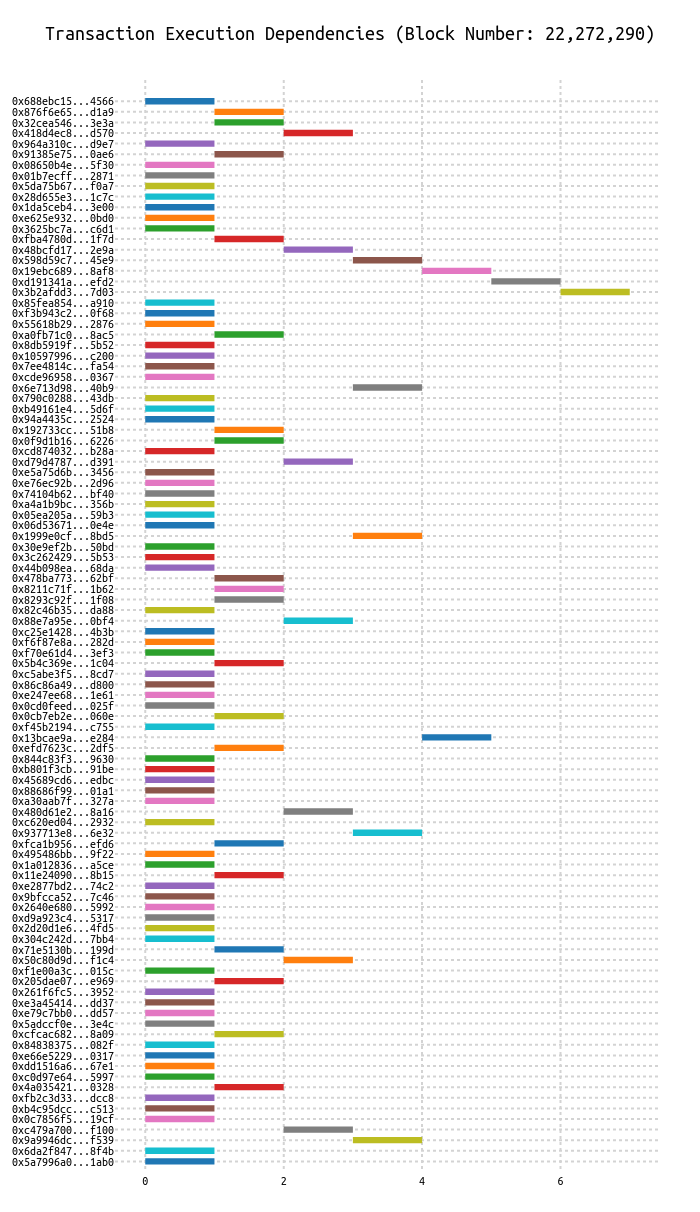 Transaction Execution Dependencies (Block Number: 22,272,290)
0x688ebc15...4566
0x876f6e65...d1a9
0x32cea546...3e3a
0x418d4ec8...d570
0x964a310c...d9e7
0x91385e75...0ae6
0x08650b4e...5f30
0x01b7ecff...2871
0x5da75b67...f0a7
0x28d655e3...1c7c
0x1da5ceb4...3e00
0xe625e932...0bd0
0x3625bc7a...c6d1
0xfba4780d...1f7d
0x48bcfd17...2e9a
0x598d59c7...45e9
0x19ebc689...8af8
0xd191341a...efd2
0x3b2afdd3...7d03
0x85fea854...a910
0xf3b943c2...0f68
0x55618b29...2876
0xa0fb71c0...8ac5
0x8db5919f...5b52
0x10597996...c200
0x7ee4814c...fa54
0xcde96958...0367
0x6e713d98...40b9
0x790c0288...43db
0xb49161e4...5d6f
0x94a4435c...2524
0x192733cc...51b8
0x0f9d1b16...6226
0xcd874032...b28a
0xd79d4787...d391
0xe5a75d6b...3456
0xe76ec92b...2d96
0x74104b62...bf40
0xa4a1b9bc...356b
0x05ea205a...59b3
0x06d53671...0e4e
0x1999e0cf...8bd5
0x30e9ef2b...50bd
0x3c262429...5b53
0x44b098ea...68da
0x478ba773...62bf
0x8211c71f...1b62
0x8293c92f...1f08
0x82c46b35...da88
0x88e7a95e...0bf4
0xc25e1428...4b3b
0xf6f87e8a...282d
0xf70e61d4...3ef3
0x5b4c369e...1c04
0xc5abe3f5...8cd7
0x86c86a49...d800
0xe247ee68...1e61
0x0cd0feed...025f
0x0cb7eb2e...060e
0xf45b2194...c755
0x13bcae9a...e284
0xefd7623c...2df5
0x844c83f3...9630
0xb801f3cb...91be
0x45689cd6...edbc
0x88686f99...01a1
0xa30aab7f...327a
0x480d61e2...8a16
0xc620ed04...2932
0x937713e8...6e32
0xfca1b956...efd6
0x495486bb...9f22
0x1a012836...a5ce
0x11e24090...8b15
0xe2877bd2...74c2
0x9bfcca52...7c46
0x2640e680...5992
0xd9a923c4...5317
0x2d20d1e6...4fd5
0x304c242d...7bb4
0x71e5130b...199d
0x50c80d9d...f1c4
0xf1e00a3c...015c
0x205dae07...e969
0x261f6fc5...3952
0xe3a45414...dd37
0xe79c7bb0...dd57
0x5adccf0e...3e4c
0xcfcac682...8a09
0x84838375...082f
0xe66e5229...0317
0xdd1516a6...67e1
0xc0d97e64...5997
0x4a035421...0328
0xfb2c3d33...dcc8
0xb4c95dcc...c513
0x0c7856f5...19cf
0xc479a700...f100
0x9a9946dc...f539
0x6da2f847...8f4b
0x5a7996a0...1ab0
0 2 4 6